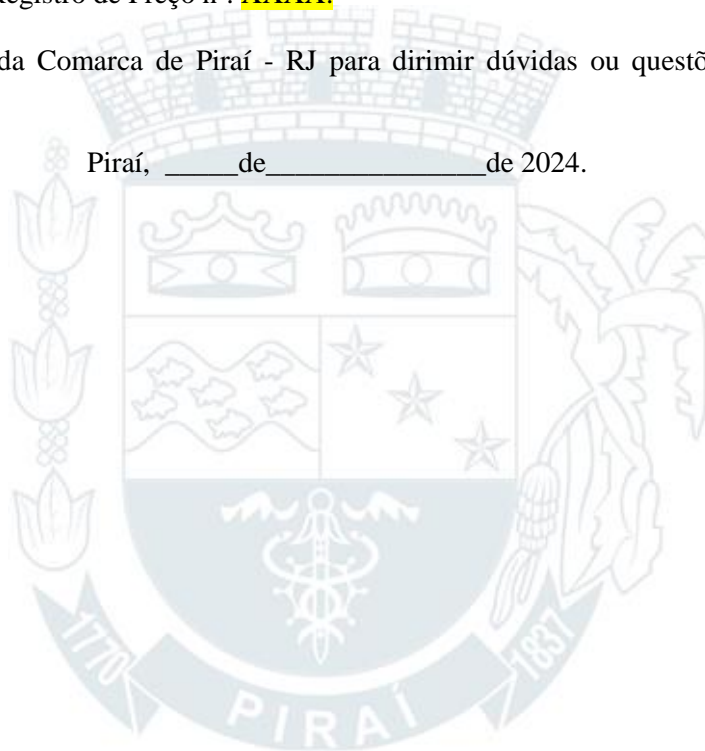 Registro de Preço nº. XXXX.
da Comarca de Piraí - RJ para dirimir dúvidas ou questõ
Piraí, _____de_______________de 2024.
1770
PIRAÍ
1837